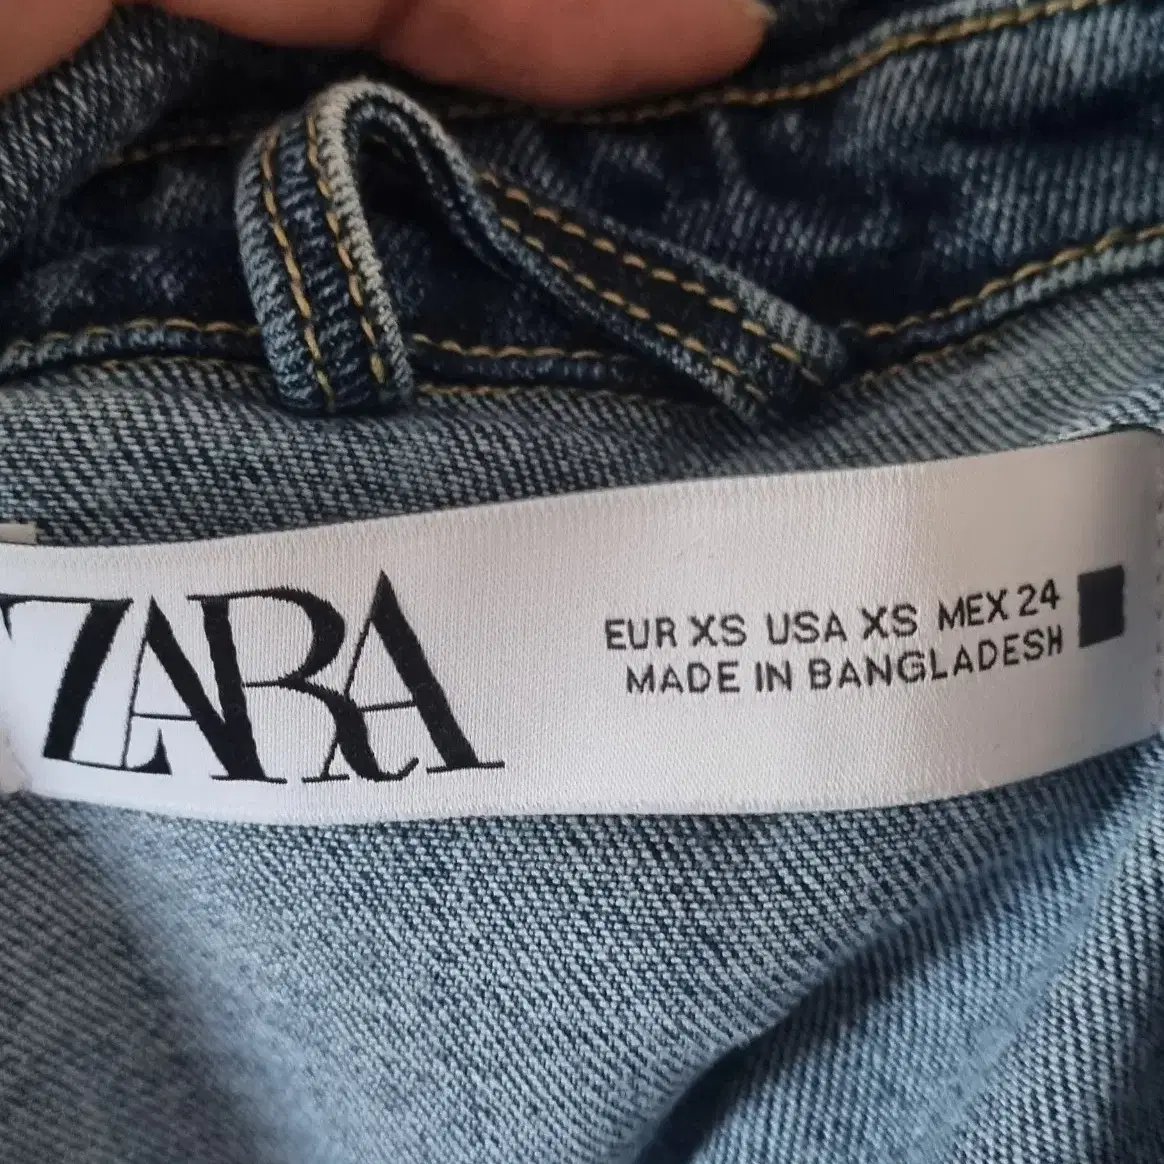 ZARA
EUR XS USA XS MEX 24
MADE IN BANGLADESH